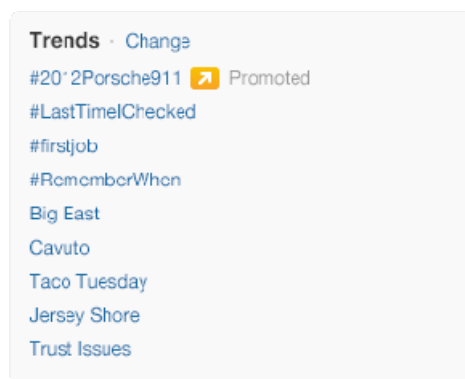 Trends · Change
#2012Porsche911 Promoted
#LastTimeIChecked
#firstjob
#RememberWhen
Big East
Cavuto
Taco Tuesday
Jersey Shore
Trust Issues